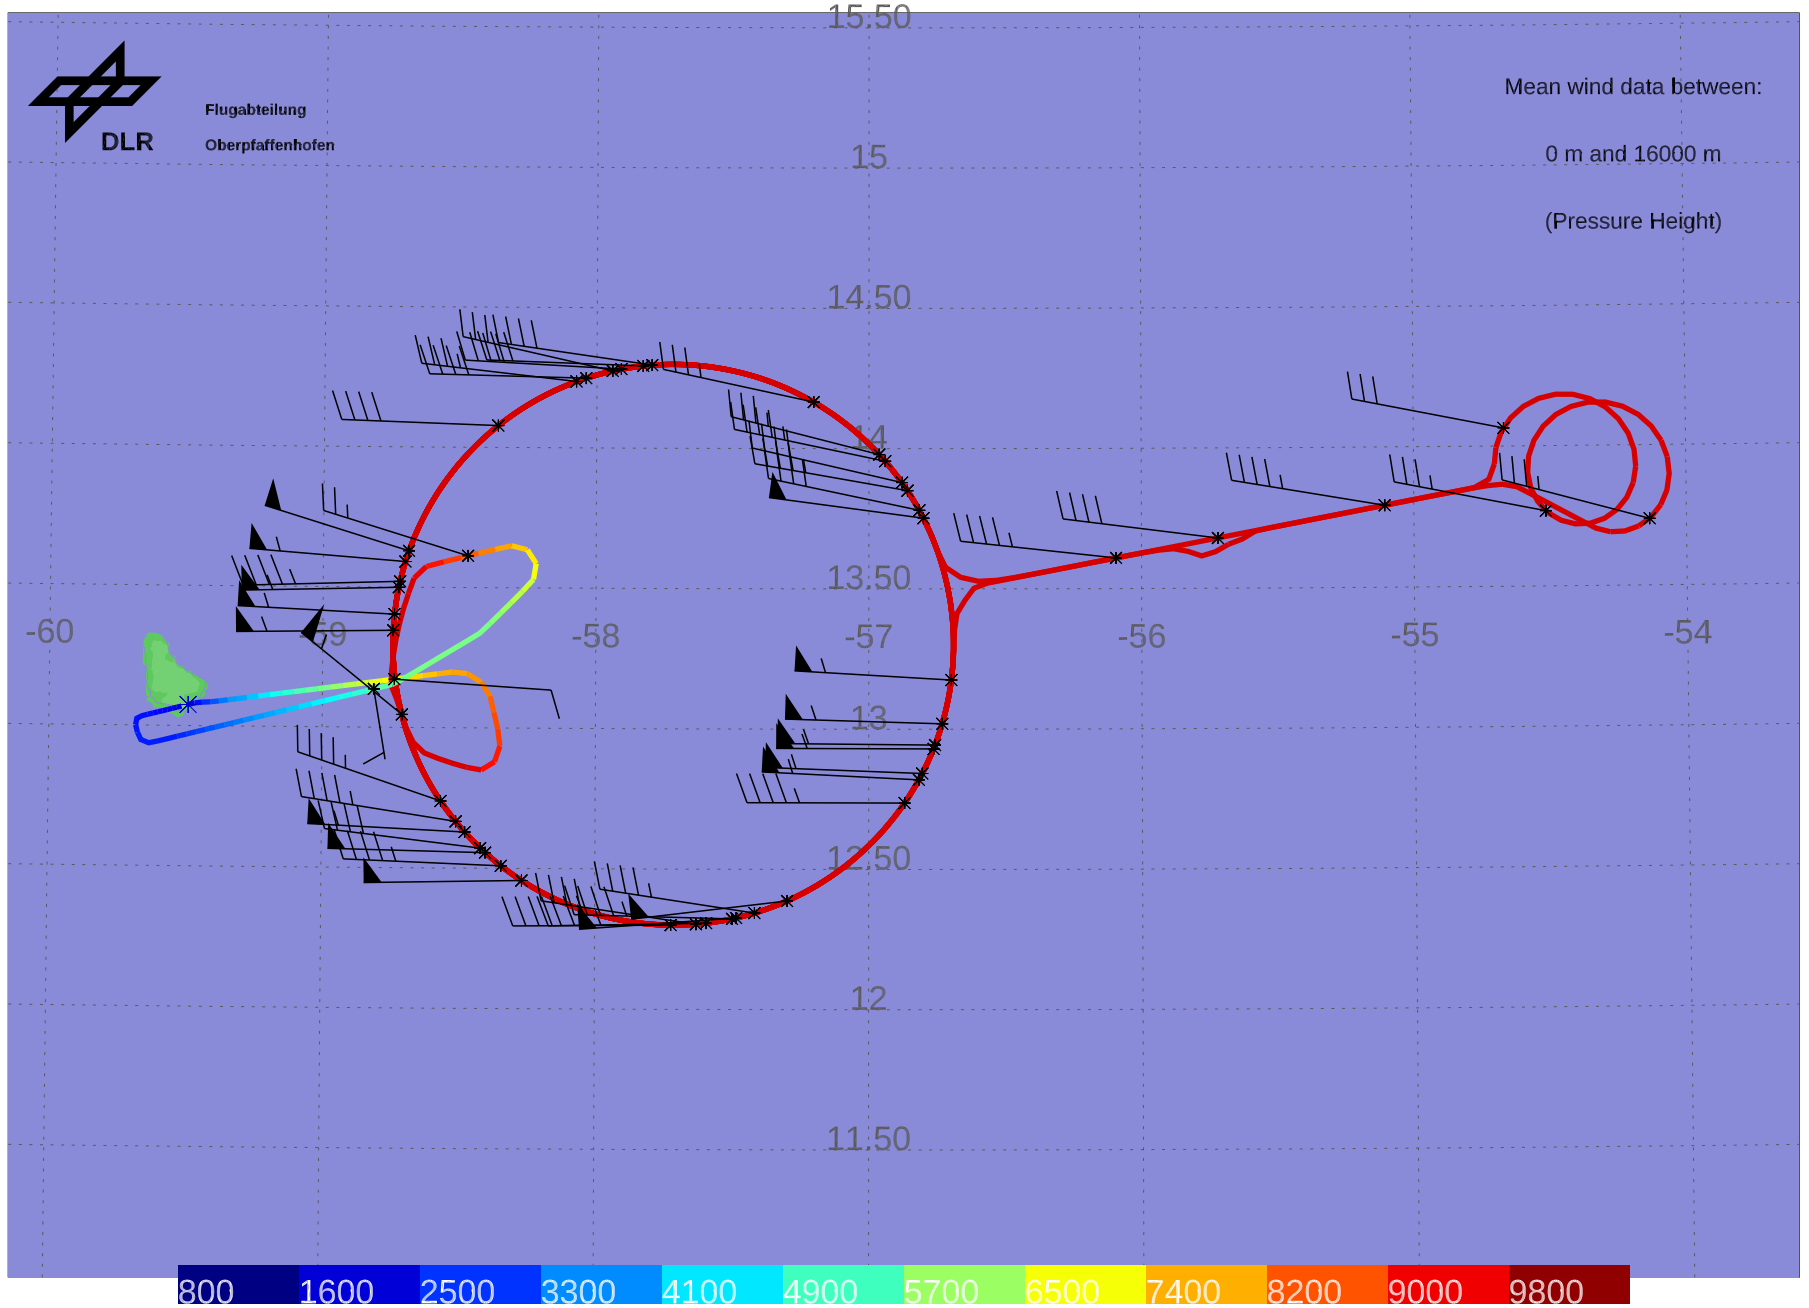 15.50
Mean wind data between:
Flugabteilung
DLR
Oberpfaffenhofen
15
0 m and 16000 m
(Pressure Height)
14.50
14
13.50
-60
-59
-58
-57
-56
-55
-54
13
12.50
12
11.50
800 1600 2500 3300 4100 4900 5700 6500 7400 8200 9000 9800